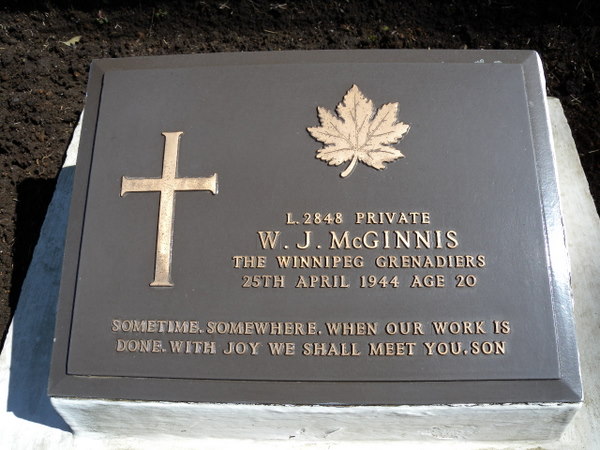 L.2848 PRIVATE
W. J. McGINNIS
THE WINNIPEG GRENADIERS
25TH APRIL 1944 AGE 20
SOMETIME. SOMEWHERE. WHEN OUR WORK IS
DONE. WITH JOY WE SHALL MEET YOU, SON